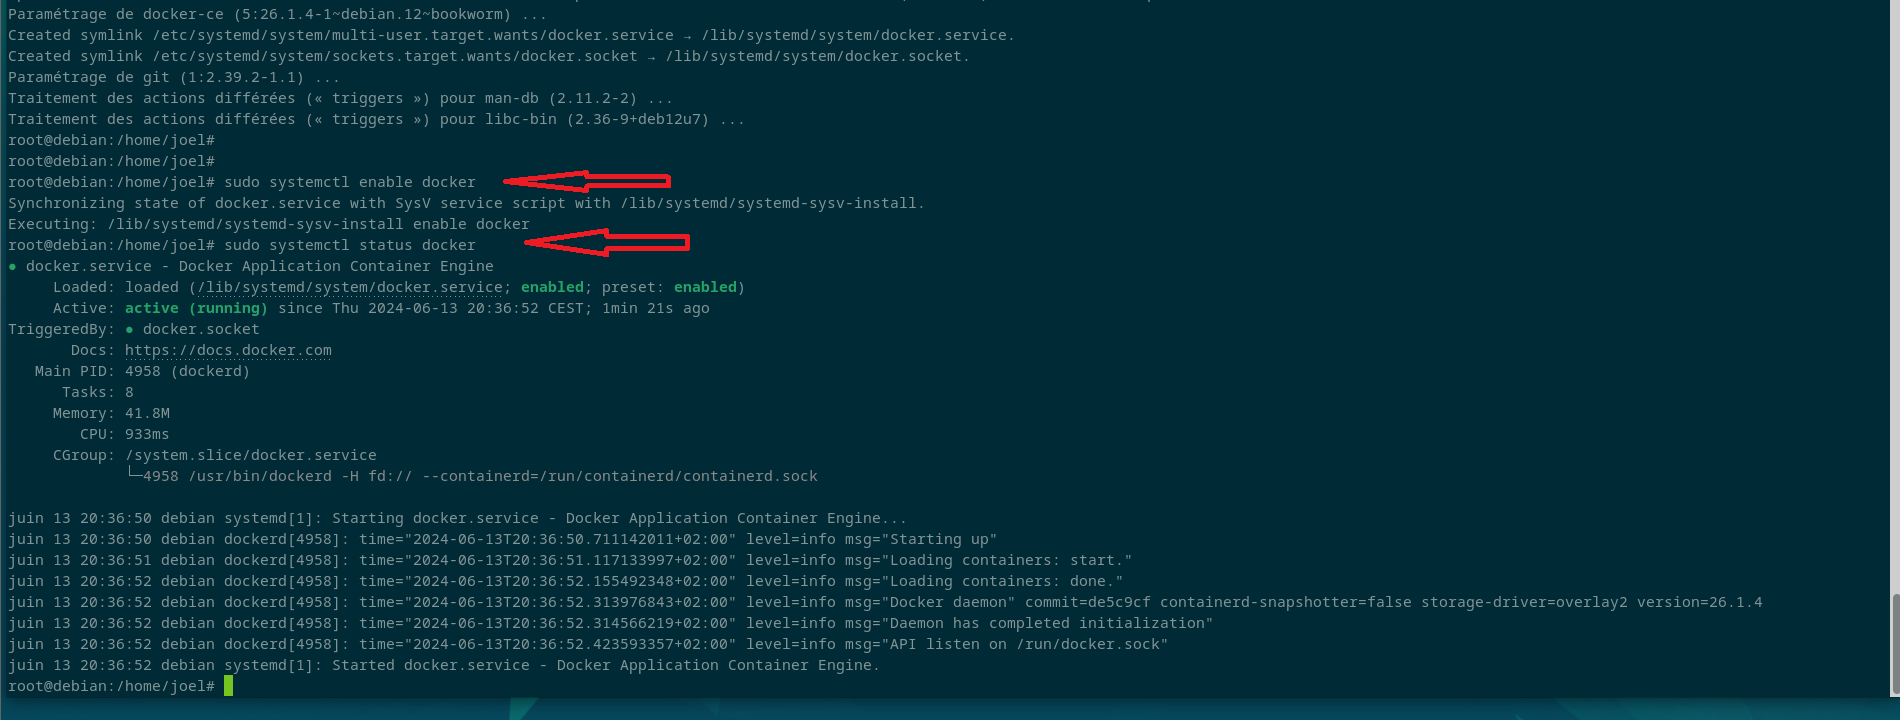 Paramétrage de docker-ce (5:26.1.4-1~debian.12~bookworm) ...
Created symlink /etc/systemd/system/multi-user.target.wants/docker.service → /lib/systemd/system/docker.service.
Created symlink /etc/systemd/system/sockets.target.wants/docker.socket → /lib/systemd/system/docker.socket.
Paramétrage de git (1:2.39.2-1.1) ...
Traitement des actions différées (« triggers ») pour man-db (2.11.2-2) ...
Traitement des actions différées (« triggers ») pour libc-bin (2.36-9+deb12u7) ...
root@debian:/home/joel#
root@debian:/home/joel#
root@debian:/home/joel# sudo systemctl enable docker
Synchronizing state of docker.service with SysV service script with /lib/systemd/systemd-sysv-install.
Executing: /lib/systemd/systemd-sysv-install enable docker
root@debian:/home/joel# sudo systemctl status docker
● docker.service - Docker Application Container Engine
     Loaded: loaded (/lib/systemd/system/docker.service; enabled; preset: enabled)
     Active: active (running) since Thu 2024-06-13 20:36:52 CEST; 1min 21s ago
TriggeredBy: ● docker.socket
       Docs: https://docs.docker.com
   Main PID: 4958 (dockerd)
      Tasks: 8
     Memory: 41.8M
        CPU: 933ms
     CGroup: /system.slice/docker.service
             └─4958 /usr/bin/dockerd -H fd:// --containerd=/run/containerd/containerd.sock
juin 13 20:36:50 debian systemd[1]: Starting docker.service - Docker Application Container Engine...
juin 13 20:36:50 debian dockerd[4958]: time="2024-06-13T20:36:50.711142011+02:00" level=info msg="Starting up"
juin 13 20:36:51 debian dockerd[4958]: time="2024-06-13T20:36:51.117133997+02:00" level=info msg="Loading containers: start."
juin 13 20:36:52 debian dockerd[4958]: time="2024-06-13T20:36:52.155492348+02:00" level=info msg="Loading containers: done."
juin 13 20:36:52 debian dockerd[4958]: time="2024-06-13T20:36:52.313976843+02:00" level=info msg="Docker daemon" commit=de5c9cf containerd-snapshotter=false storage-driver=overlay2 version=26.1.4
juin 13 20:36:52 debian dockerd[4958]: time="2024-06-13T20:36:52.314566219+02:00" level=info msg="Daemon has completed initialization"
juin 13 20:36:52 debian dockerd[4958]: time="2024-06-13T20:36:52.423593357+02:00" level=info msg="API listen on /run/docker.sock"
juin 13 20:36:52 debian systemd[1]: Started docker.service - Docker Application Container Engine.
root@debian:/home/joel#